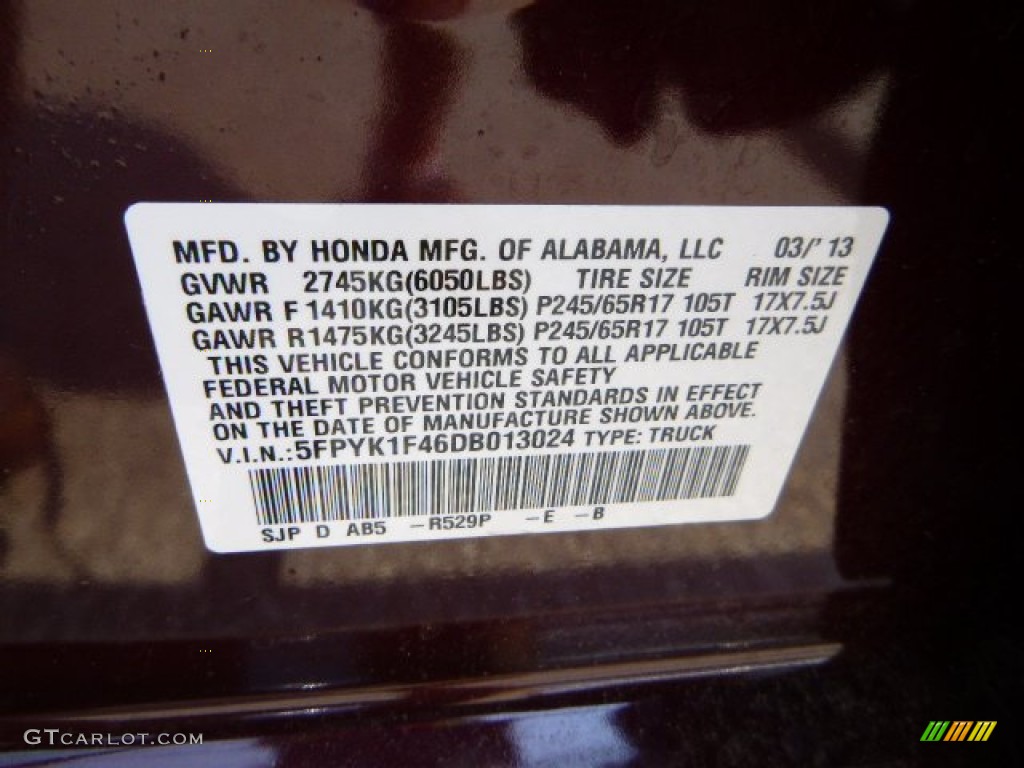 MFD. BY HONDA MFG. OF ALABAMA, LLC 03/'13
GVWR 2745KG(6050LBS) TIRE SIZE RIM SIZE
GAWR F 1410KG(3105LBS) P245/65R17 105T 17X7.5J
GAWR R1475KG(3245LBS) P245/65R17 105T 17X7.5J
THIS VEHICLE CONFORMS TO ALL APPLICABLE
FEDERAL MOTOR VEHICLE SAFETY
AND THEFT PREVENTION STANDARDS IN EFFECT
ON THE DATE OF MANUFACTURE SHOWN ABOVE.
V.I.N.:5FPYK1F46DB013024 TYPE: TRUCK
SJP D AB5 -R529P -E -B
GTCARLOT.COM